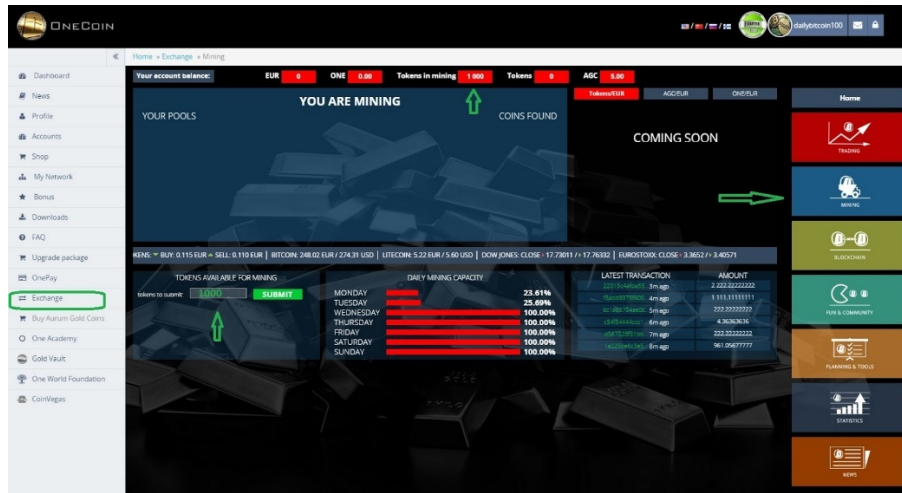 ONECOIN
dailybitcoin100
Home » Exchange » Mining
Dashboard
News
Profile
Accounts
Shop
My Network
Bonus
Downloads
FAQ
Upgrade package
OnePay
Exchange
Buy Aurum Gold Coins
One Academy
Gold Vault
One World Foundation
CoinVegas
Your account balance: EUR 0 ONE 0.00 Tokens in mining 1 000 Tokens 0 AGC 5.00
YOU ARE MINING
YOUR POOLS COINS FOUND
Tokens/EUR AGC/EUR ONE/EUR
COMING SOON
KENS: BUY: 0.115 EUR SELL: 0.110 EUR | BITCOIN: 248.02 EUR / 274.31 USD | LITECOIN: 5.22 EUR / 5.60 USD | DOW JONES: CLOSE 17.73011 / 17.76332 | EUROSTOXX: CLOSE 3.3652 / 3.40571
TOKENS AVAILABLE FOR MINING
tokens to submit: 1000 SUBMIT
DAILY MINING CAPACITY
MONDAY 23.61%
TUESDAY 25.69%
WEDNESDAY 100.00%
THURSDAY 100.00%
FRIDAY 100.00%
SATURDAY 100.00%
SUNDAY 100.00%
LATEST TRANSACTION AMOUNT
3m ago 2 222.22222222
4m ago 1 111.11111111
5m ago 222.22222222
6m ago 4.36363636
7m ago 222.22222222
8m ago 961.05677777
Home
TRADING
MINING
BLOCKCHAIN
FUN & COMMUNITY
PLANNING & TOOLS
STATISTICS
NEWS